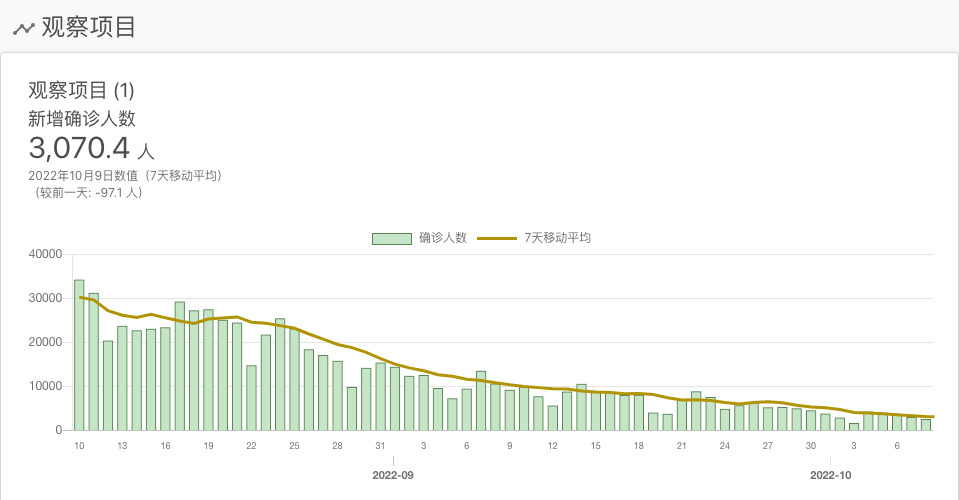 观察项目
观察项目 (1)
新增确诊人数
3,070.4 人
2022年10月9日数值（7天移动平均）
（较前一天: -97.1 人）
确诊人数 7天移动平均
40000
30000
20000
10000
0
10 13 16 19 22 25 28 31 3 6 9 12 15 18 21 24 27 30 3 6
2022-09 2022-10